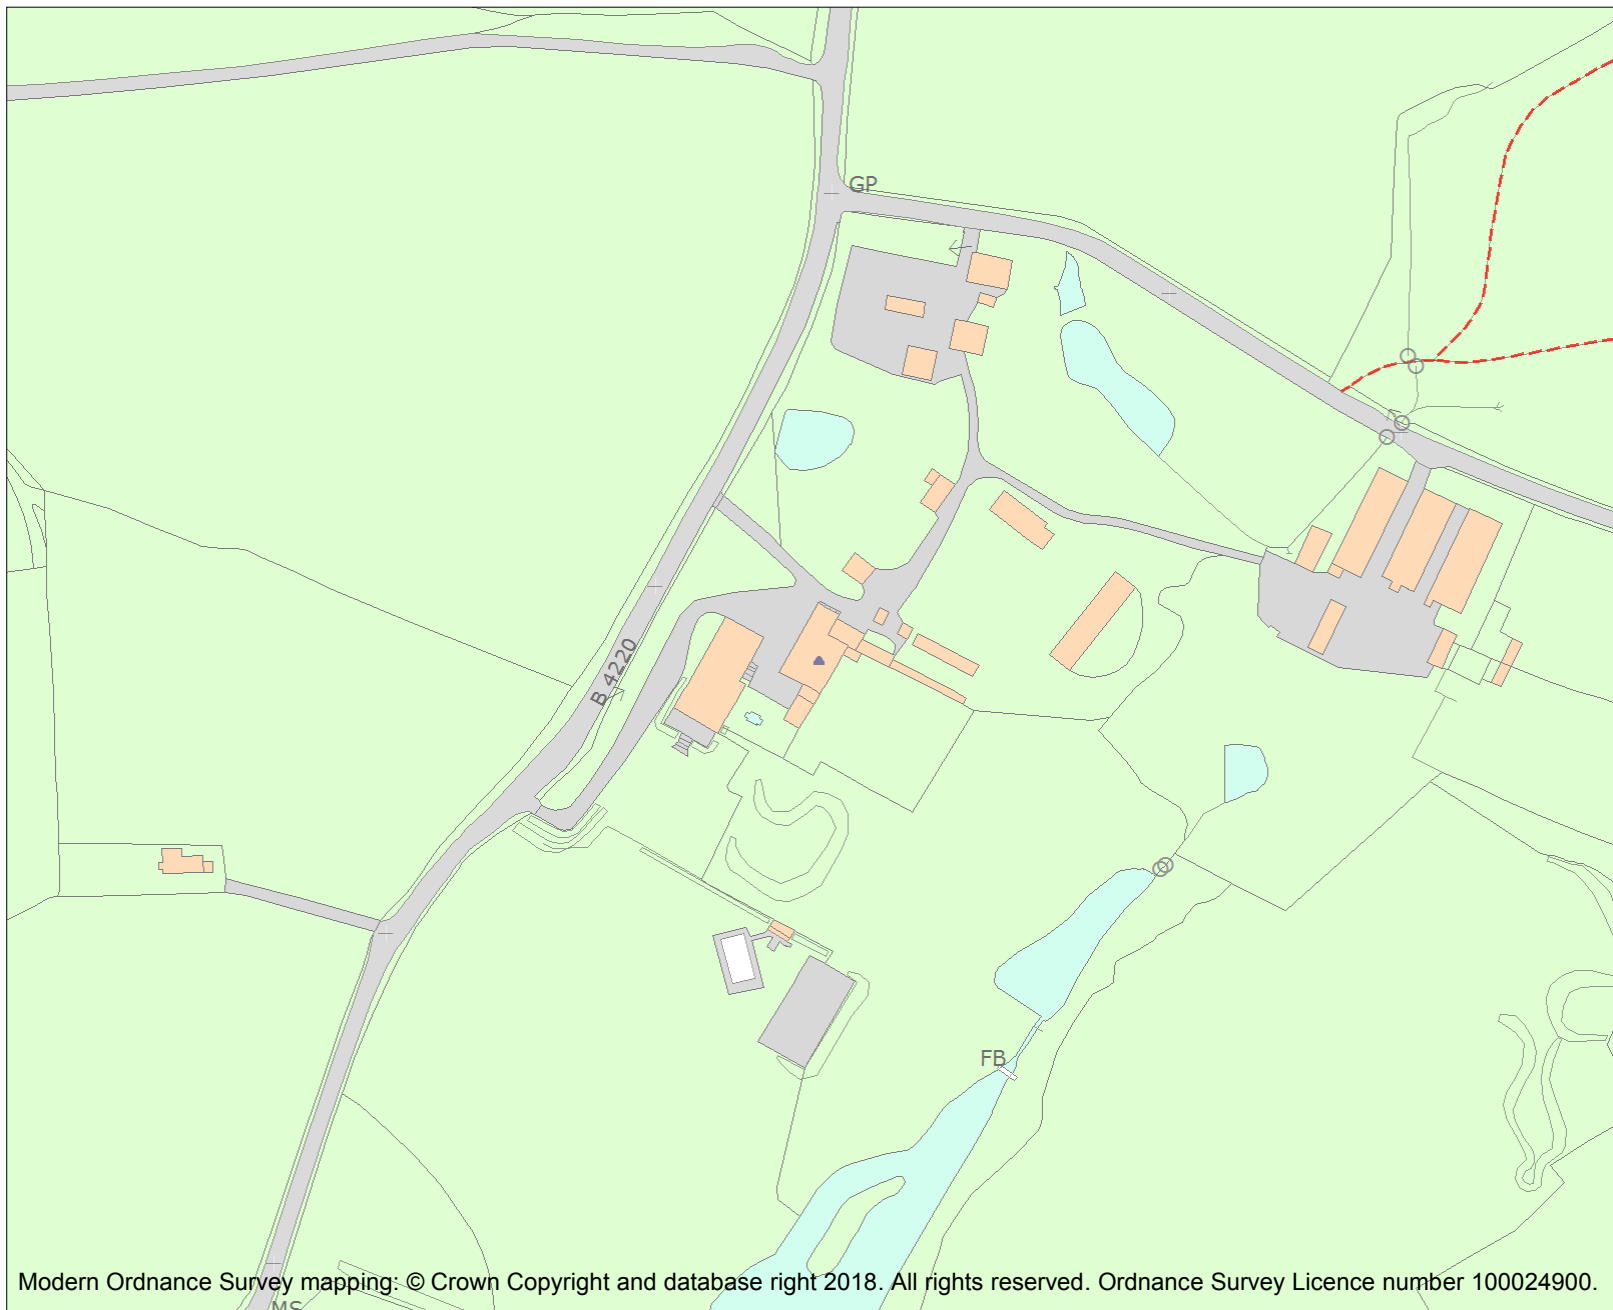 GP
B 4220
FB
Modern Ordnance Survey mapping: © Crown Copyright and database right 2018. All rights reserved. Ordnance Survey Licence number 100024900.
MS